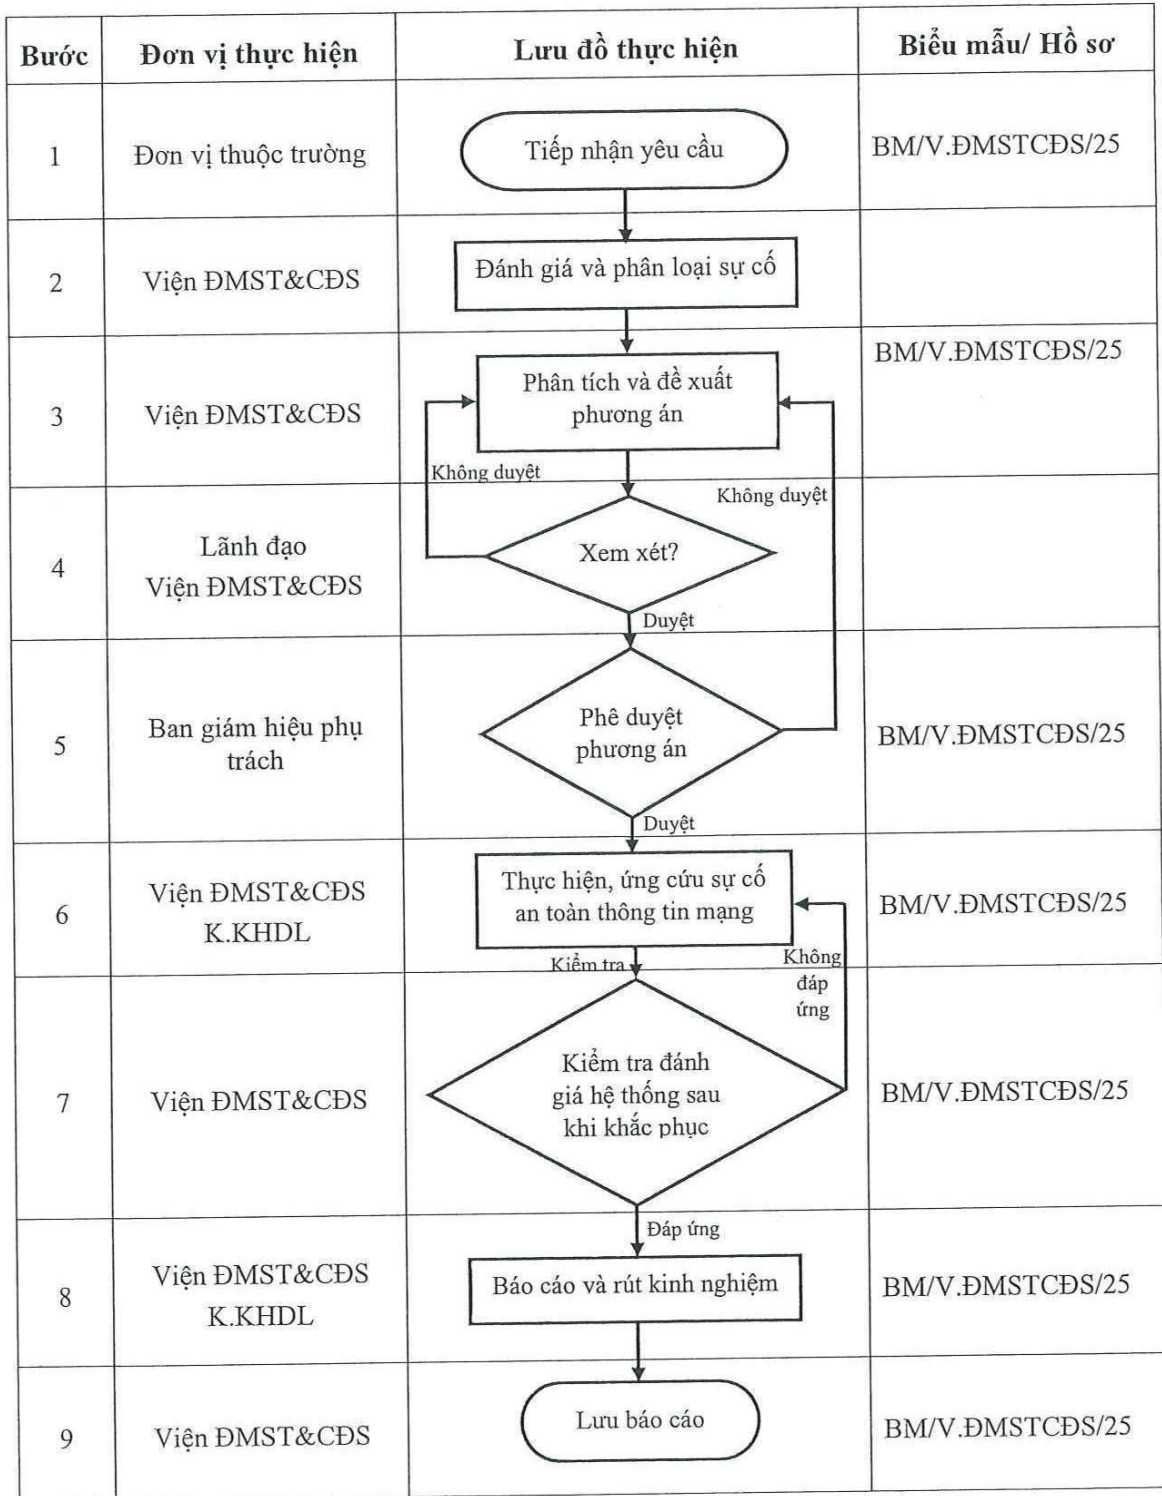 Bước Đơn vị thực hiện Lưu đồ thực hiện Biểu mẫu/ Hồ sơ
1 Đơn vị thuộc trường Tiếp nhận yêu cầu BM/V.ĐMSTCĐS/25
2 Viện ĐMST&CĐS Đánh giá và phân loại sự cố
BM/V.ĐMSTCĐS/25
Phân tích và đề xuất
3 Viện ĐMST&CĐS phương án
Không duyệt
Không duyệt
Lãnh đạo
4 Xem xét?
Viện ĐMST&CĐS
Duyệt
Ban giám hiệu phụ Phê duyệt
5 BM/V.ĐMSTCĐS/25
trách phương án
Duyệt
Viện ĐMST&CĐS Thực hiện, ứng cứu sự cố
6 BM/V.ĐMSTCĐS/25
K.KHDL an toàn thông tin mạng
Kiểm tra Không
đáp
ứng
Kiểm tra đánh
7 Viện ĐMST&CĐS giá hệ thống sau BM/V.ĐMSTCĐS/25
khi khắc phục
Đáp ứng
Viện ĐMST&CĐS
8 Báo cáo và rút kinh nghiệm BM/V.ĐMSTCĐS/25
K.KHDL
9 Viện ĐMST&CĐS Lưu báo cáo BM/V.ĐMSTCĐS/25